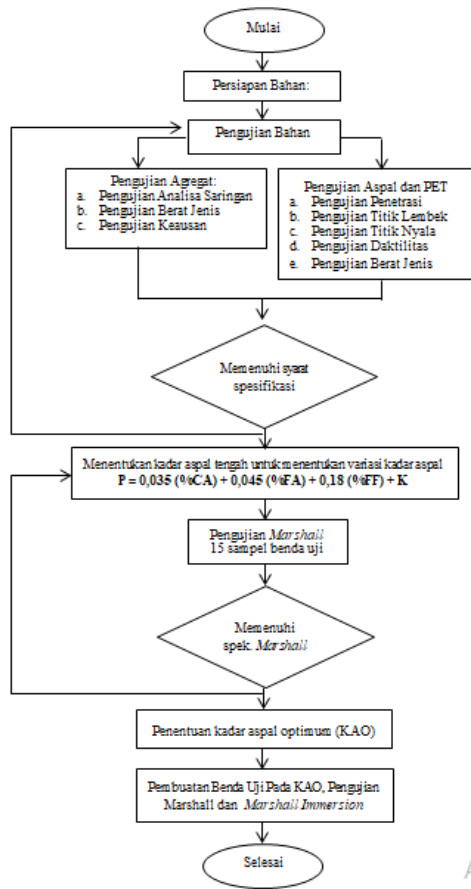 Mulai
Persiapan Bahan:
Pengujian Bahan
Pengujian Agregat:
a. Pengujian Analisa Saringan
b. Pengujian Berat Jenis
c. Pengujian Keausan
Pengujian Aspal dan PET
a. Pengujian Penetrasi
b. Pengujian Titik Lembek
c. Pengujian Titik Nyala
d. Pengujian Daktilitas
e. Pengujian Berat Jenis
Memenuhi syarat
spesifikasi
Menentukan kadar aspal tengah untuk menentukan variasi kadar aspal
P = 0,035 (%CA) + 0,045 (%FA) + 0,18 (%FF) + K
Pengujian Marshall
15 sampel benda uji
Memenuhi
spek. Marshall
Penentuan kadar aspal optimum (KAO)
Pembuatan Benda Uji Pada KAO, Pengujian
Marshall dan Marshall Immersion
Selesai
A